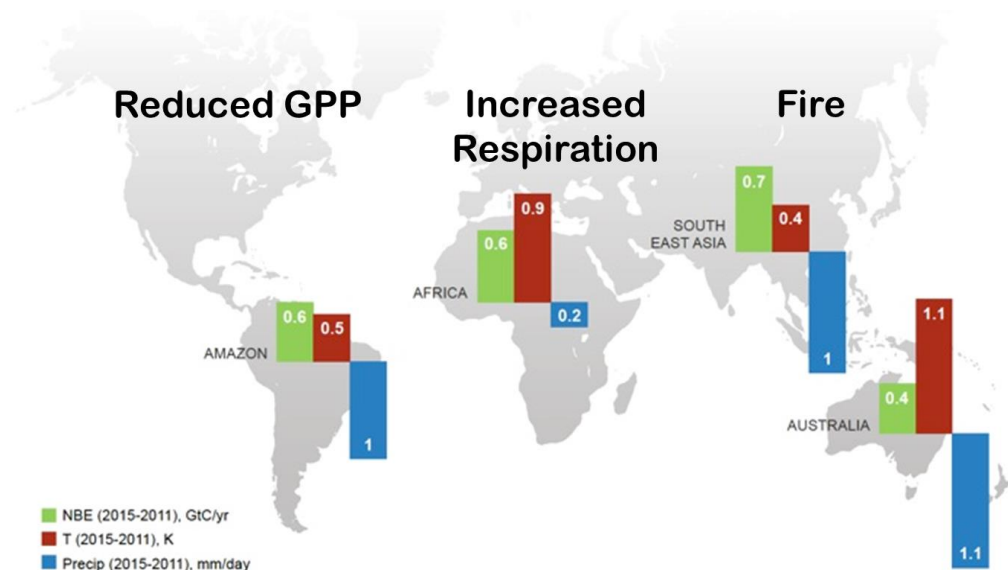 Reduced GPP
Increased
Respiration
Fire
0.7
0.4
SOUTH
EAST ASIA
1
0.9
0.6
AFRICA
0.2
0.6
0.5
AMAZON
1
1.1
0.4
AUSTRALIA
1.1
NBE (2015-2011), GtC/yr
T (2015-2011), K
Precip (2015-2011), mm/day